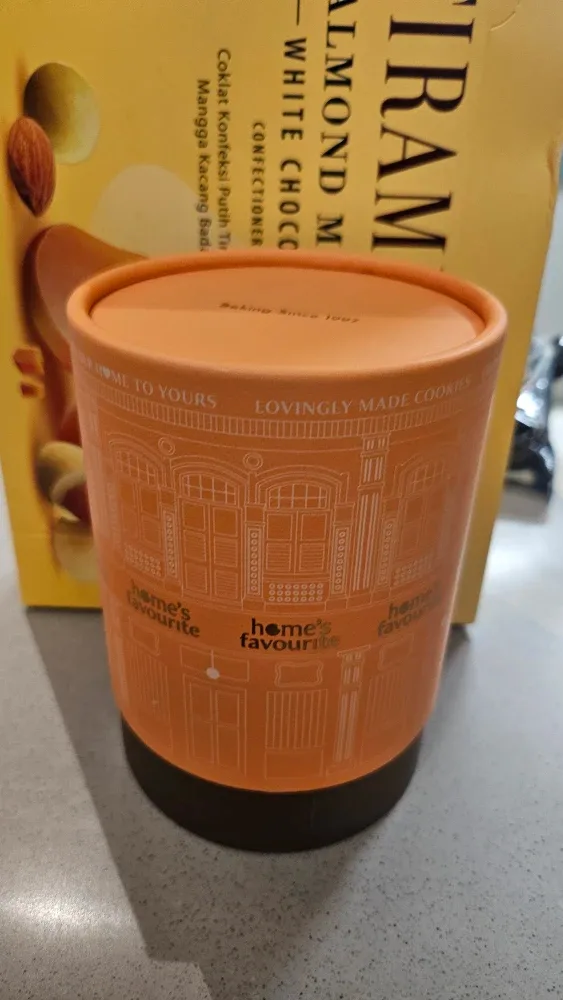 TIRAM
ALMOND M
WHITE CHOCO
CONFECTIONER
Coklat Konfeksi Putih Tir
Mangga Kacang Bada
Baking Since 1997
R HOME TO YOURS LOVINGLY MADE COOKIES
home's
favourite
home's
favourite
home's
favourite